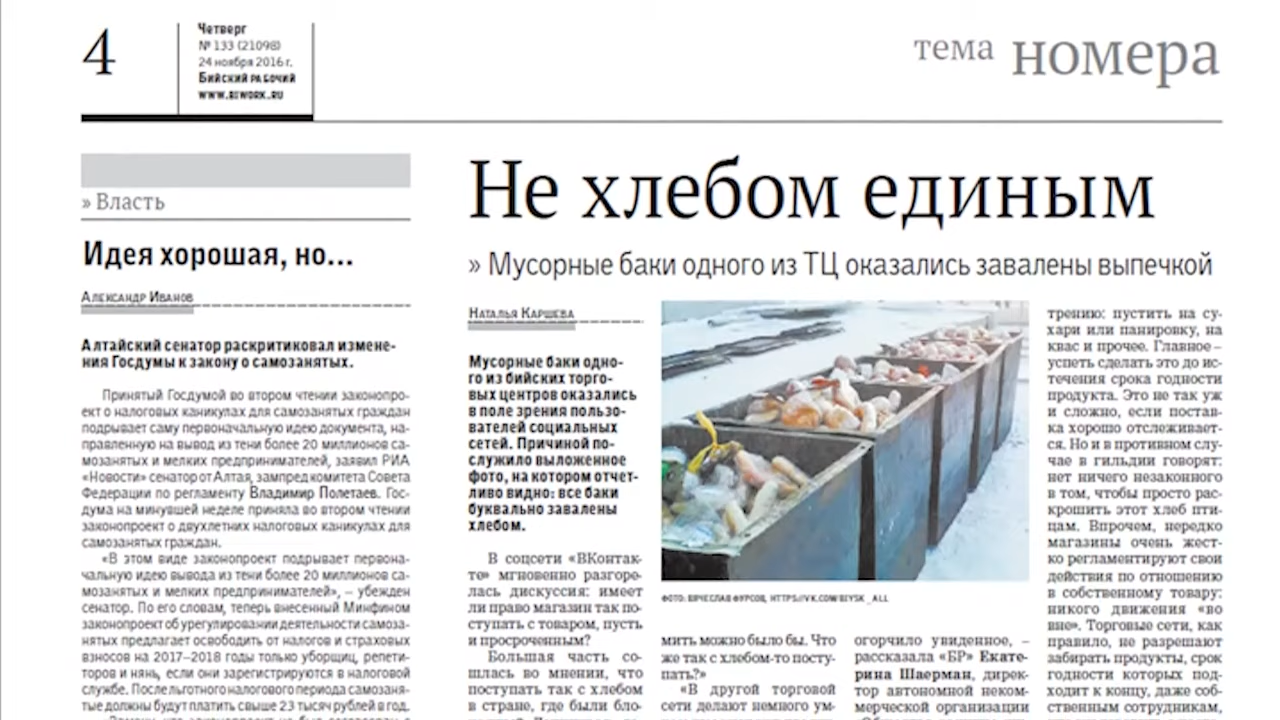 4
Четверг
№ 133 (21098)
24 ноября 2016 г.
Бийский рабочий
www.biwork.ru
тема номера
» Власть
Идея хорошая, но...
Александр Иванов
Алтайский сенатор раскритиковал измене-
ния Госдумы к закону о самозанятых.
Принятый Госдумой во втором чтении законопро-
ект о налоговых каникулах для самозанятых граждан
подрывает саму первоначальную идею документа, на-
правленную на вывод из тени более 20 миллионов са-
мозанятых и мелких предпринимателей, заявил РИА
«Новости» сенатор от Алтая, зампред комитета Совета
Федерации по регламенту Владимир Полетаев. Гос-
дума на минувшей неделе приняла во втором чтении
законопроект о двухлетних налоговых каникулах для
самозанятых граждан.
«В этом виде законопроект подрывает первона-
чальную идею вывода из тени более 20 миллионов са-
мозанятых и мелких предпринимателей», – убежден
сенатор. По его словам, теперь внесенный Минфином
законопроект об урегулировании деятельности самоза-
нятых предлагает освободить от налогов и страховых
взносов на 2017–2018 годы только уборщиц, репети-
торов и нянь, если они зарегистрируются в налоговой
службе. После льготного налогового периода самозаня-
тые должны будут платить свыше 23 тысяч рублей в год.
Не хлебом единым
» Мусорные баки одного из ТЦ оказались завалены выпечкой
Наталья Каршева
Мусорные баки одно-
го из бийских торго-
вых центров оказались
в поле зрения пользо-
вателей социальных
сетей. Причиной по-
служило выложенное
фото, на котором отчет-
ливо видно: все баки
буквально завалены
хлебом.
В соцсети «ВКонтак-
те» мгновенно разгоре-
лась дискуссия: имеет
ли право магазин так по-
ступать с товаром, пусть
и просроченным?
Большая часть со-
шлась во мнении, что
поступать так с хлебом
в стране, где были бло-
ФОТО: ВЯЧЕСЛАВ ФУРСОВ, HTTPS://VK.COM/BIYSK_ALL
мить можно было бы. Что
же так с хлебом-то посту-
пать?»
«В другой торговой
сети делают немного ум-
огорчило увиденное, –
рассказала «БР» Екате-
рина Шаерман, дирек-
тор автономной неком-
мерческой организации
трению: пустить на су-
хари или панировку, на
квас и прочее. Главное –
успеть сделать это до ис-
течения срока годности
продукта. Это не так уж
и сложно, если постав-
ка хорошо отслеживает-
ся. Но и в противном слу-
чае в гильдии говорят:
нет ничего незаконного
в том, чтобы просто рас-
крошить этот хлеб пти-
цам. Впрочем, нередко
магазины очень жест-
ко регламентируют свои
действия по отношению
к собственному товару:
никого движения «во
вне». Торговые сети, как
правило, не разрешают
забирать продукты, срок
годности которых под-
ходит к концу, даже соб-
ственным сотрудникам,